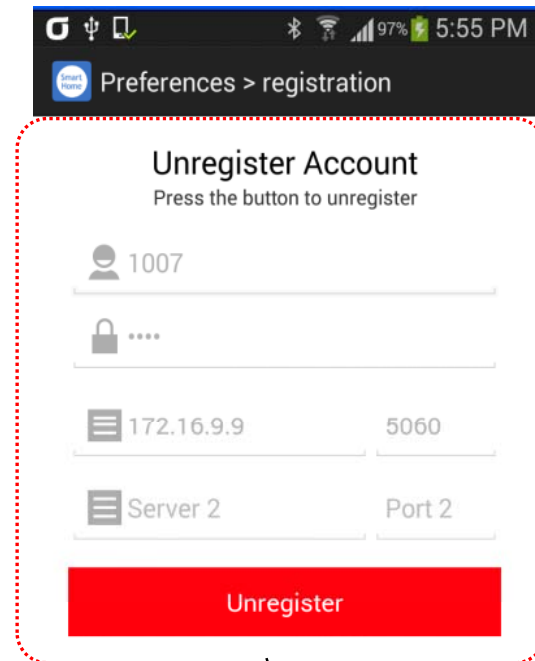 97% 5:55 PM
Smart Home Preferences > registration
Unregister Account
Press the button to unregister
1007
••••
172.16.9.9 5060
Server 2 Port 2
Unregister